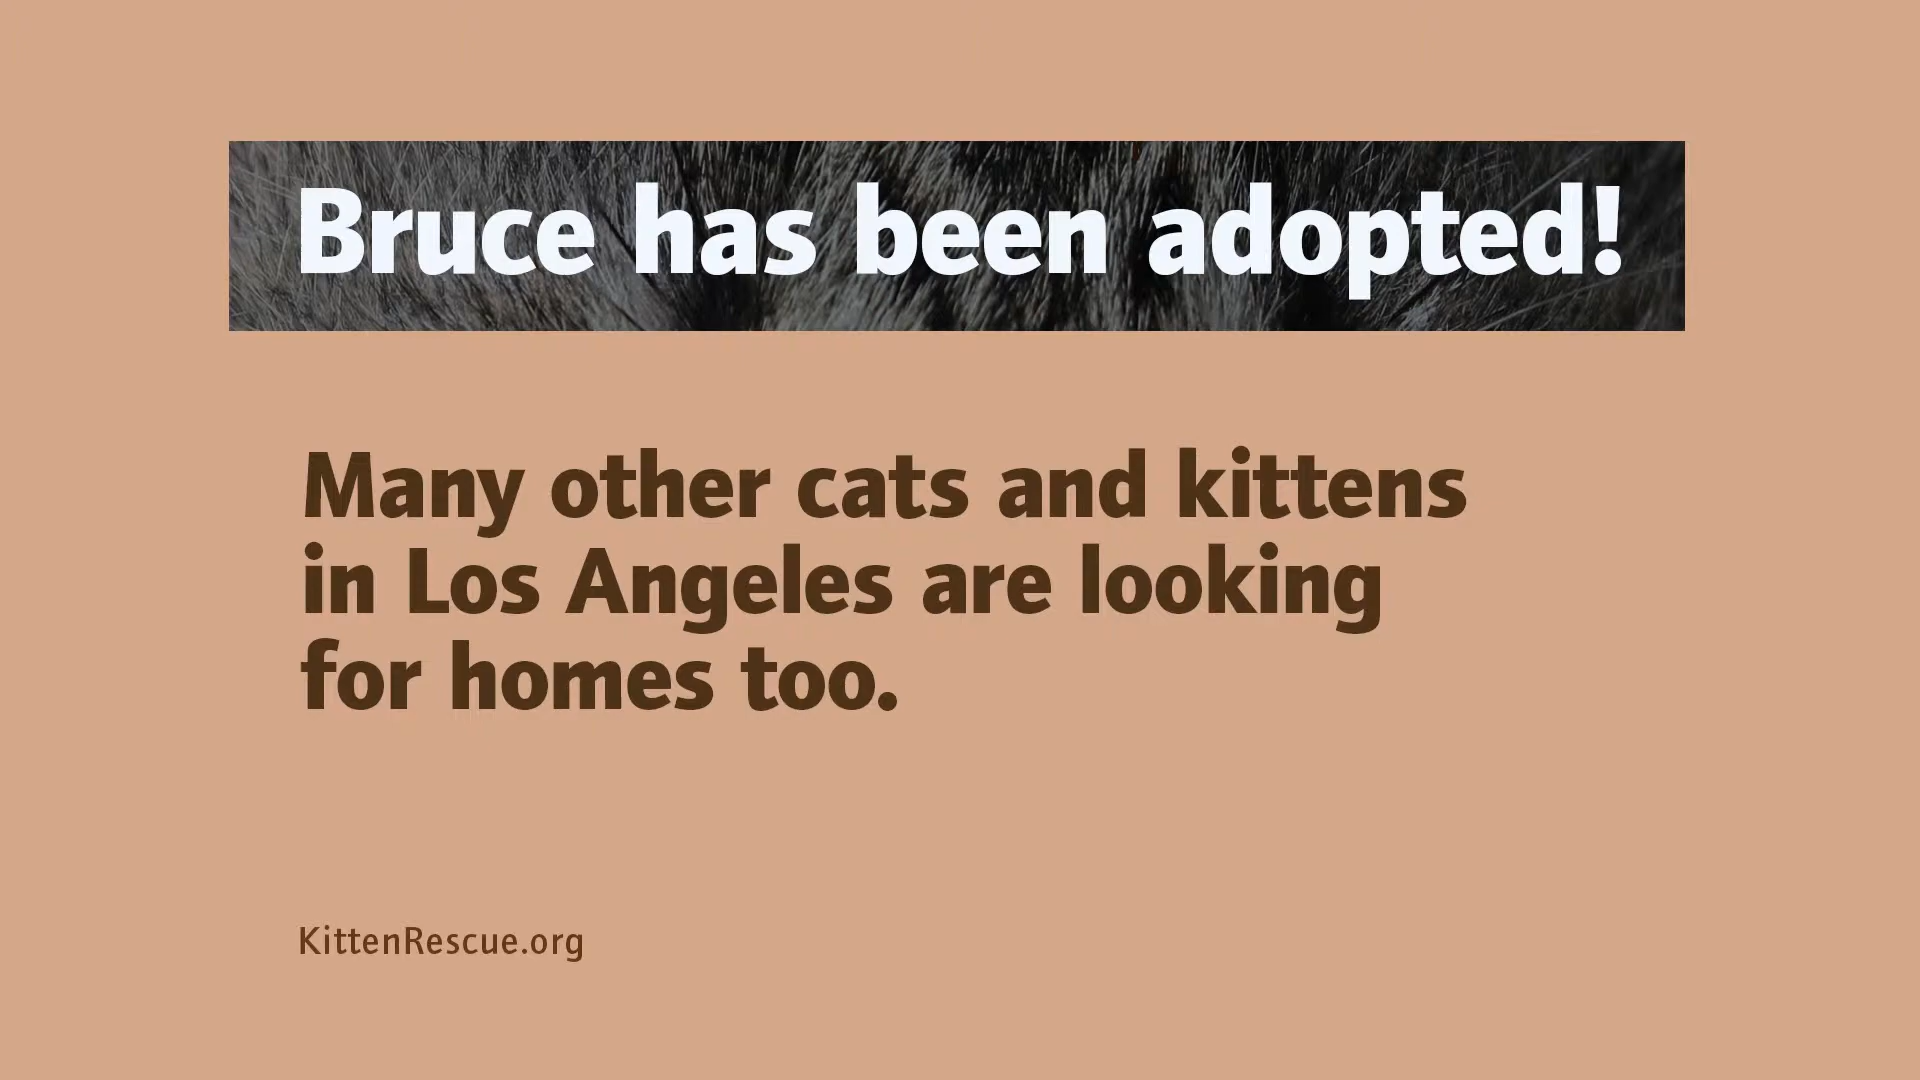 Bruce has been adopted!
Many other cats and kittens
in Los Angeles are looking
for homes too.
KittenRescue.org